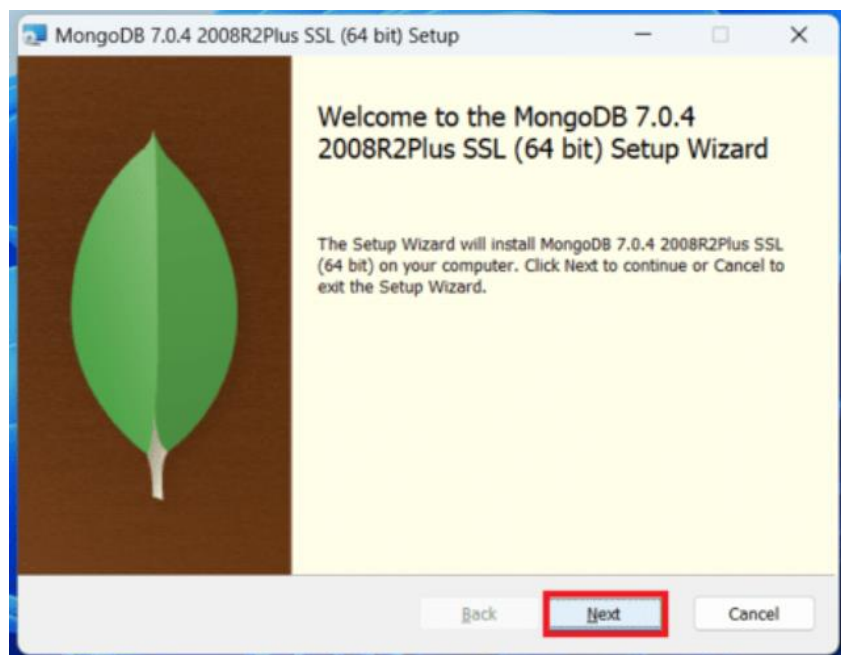 MongoDB 7.0.4 2008R2Plus SSL (64 bit) Setup
Welcome to the MongoDB 7.0.4
2008R2Plus SSL (64 bit) Setup Wizard
The Setup Wizard will install MongoDB 7.0.4 2008R2Plus SSL
(64 bit) on your computer. Click Next to continue or Cancel to
exit the Setup Wizard.
Back
Next
Cancel